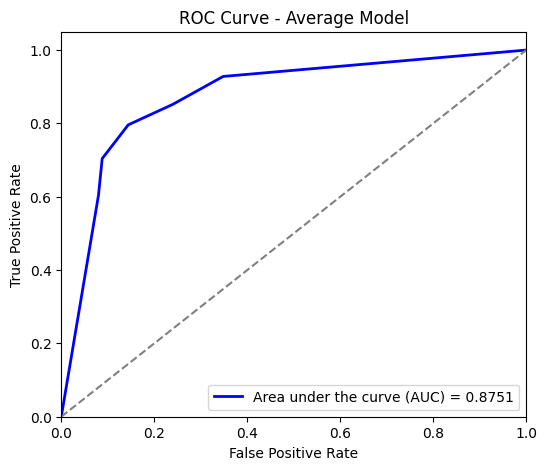 ROC Curve - Average Model
1.0
0.8
0.6
0.4
0.2
0.0
True Positive Rate
Area under the curve (AUC) = 0.8751
0.0 0.2 0.4 0.6 0.8 1.0
False Positive Rate